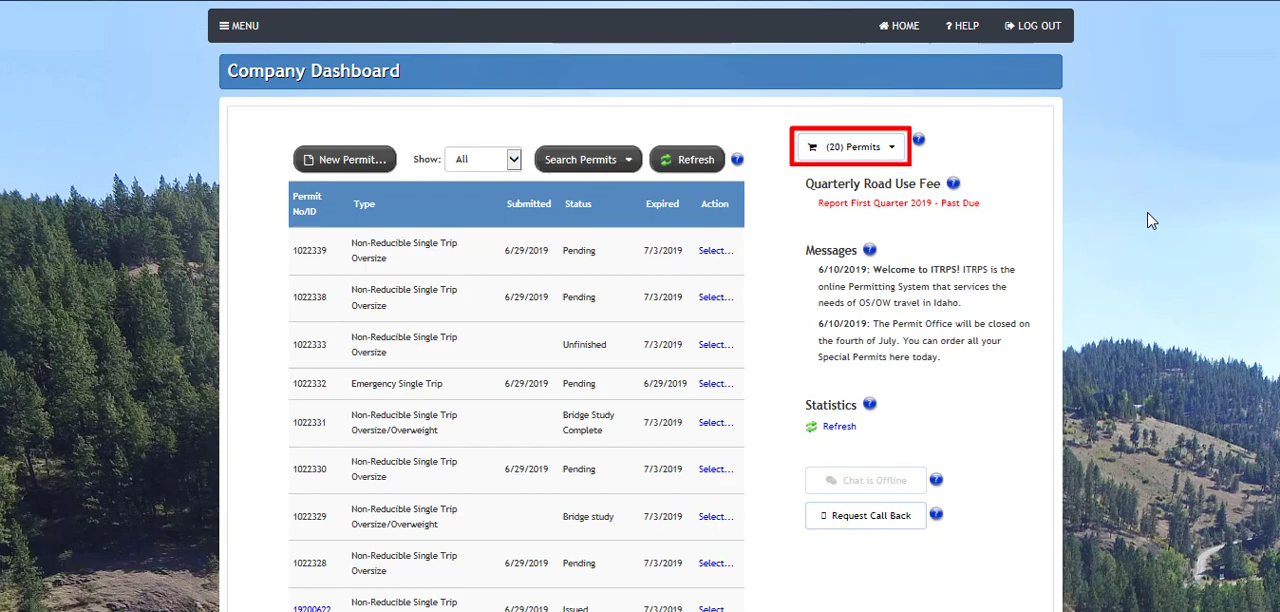 MENU
HOME
? HELP
LOG OUT
Company Dashboard
New Permit...
Show:
All
Search Permits
Refresh
?
(20) Permits
?
Permit
No/ID
Type
Submitted
Status
Expired
Action
1022339
Non-Reducible Single Trip
Oversize
6/29/2019
Pending
7/3/2019
Select...
1022338
Non-Reducible Single Trip
Oversize
6/29/2019
Pending
7/3/2019
Select...
1022333
Non-Reducible Single Trip
Oversize
Unfinished
7/3/2019
Select...
1022332
Emergency Single Trip
6/29/2019
Pending
6/29/2019
Select...
1022331
Non-Reducible Single Trip
Oversize/Overweight
Bridge Study
Complete
7/3/2019
Select...
1022330
Non-Reducible Single Trip
Oversize
6/29/2019
Pending
7/3/2019
Select...
1022329
Non-Reducible Single Trip
Oversize/Overweight
Bridge study
7/3/2019
Select...
1022328
Non-Reducible Single Trip
Oversize
6/29/2019
Pending
7/3/2019
Select...
19200622
Non-Reducible Single Trip
6/29/2019
Issued
7/3/2019
Select...
Quarterly Road Use Fee ?
Report First Quarter 2019 - Past Due
Messages ?
6/10/2019: Welcome to ITRPS! ITRPS is the
online Permitting System that services the
needs of OS/OW travel in Idaho.
6/10/2019: The Permit Office will be closed on
the fourth of July. You can order all your
Special Permits here today.
Statistics ?
Refresh
Chat is Offline ?
Request Call Back ?